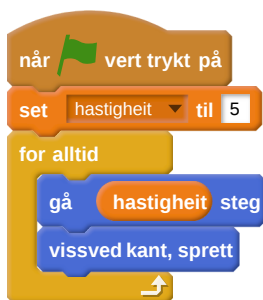 når vert trykt på
set hastigheit til 5
for alltid
gå hastigheit steg
vissved kant, sprett